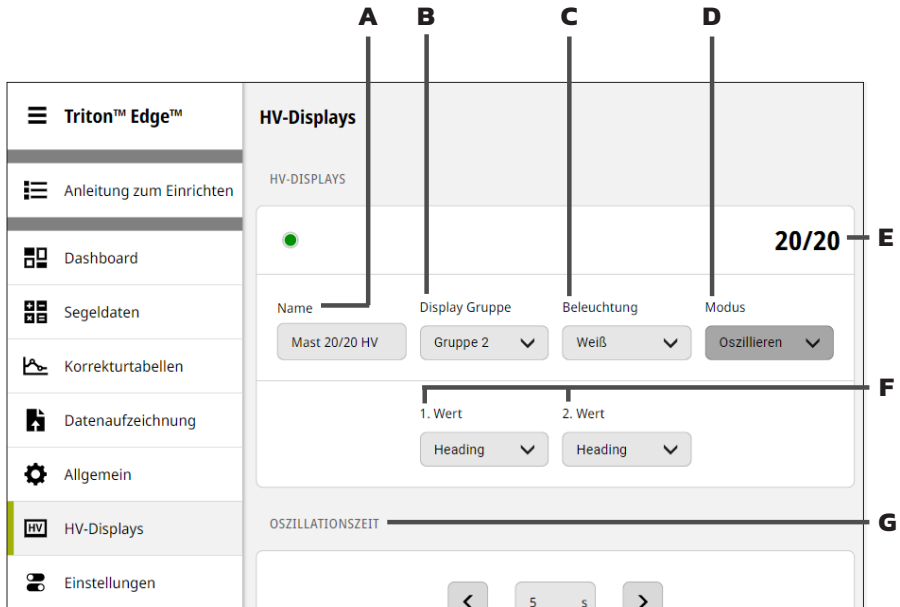 A B C D
Triton™ Edge™
HV-Displays
Anleitung zum Einrichten
HV-DISPLAYS
Dashboard
20/20 E
Segeldaten
Name Display Gruppe Beleuchtung Modus
Mast 20/20 HV Gruppe 2 Weiß Oszillieren
Korrekturtabellen
F
Datenaufzeichnung
1. Wert 2. Wert
Heading Heading
Allgemein
HV HV-Displays
OSZILLATIONSZEIT G
Einstellungen
< 5 s >